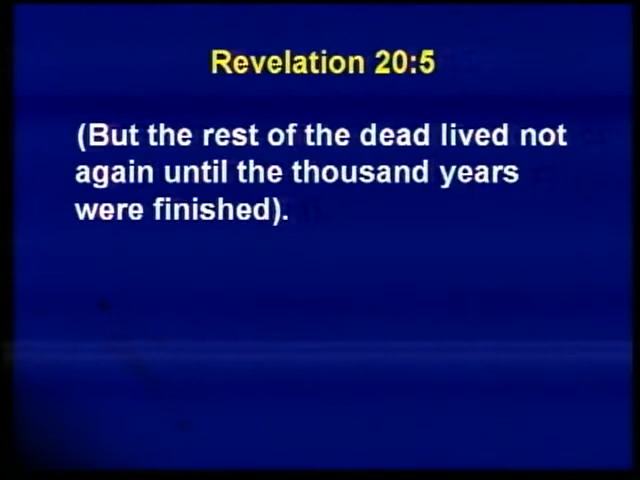 Revelation 20:5
(But the rest of the dead lived not
again until the thousand years
were finished).